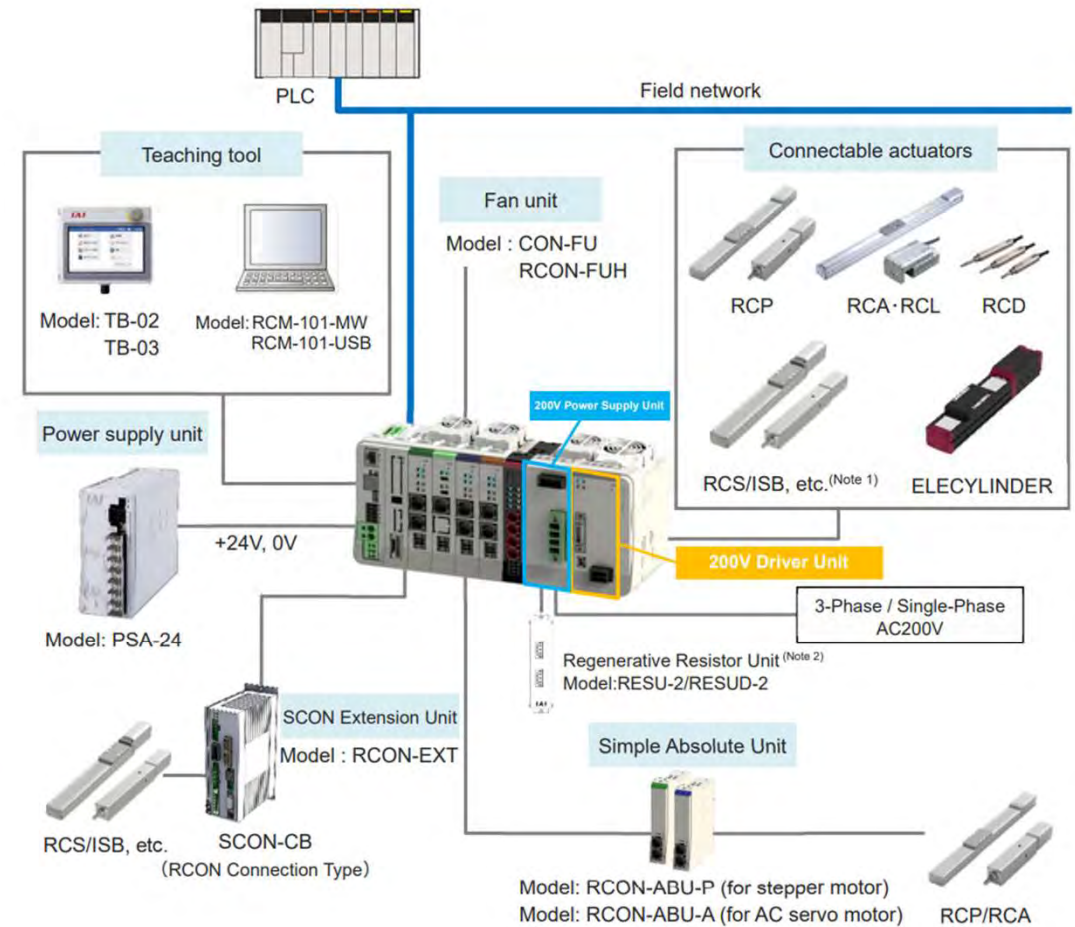 PLC
Field network
Teaching tool
IAI
Model: TB-02
TB-03
Model: RCM-101-MW
RCM-101-USB
Fan unit
Model : CON-FU
RCON-FUH
Connectable actuators
RCP
RCA・RCL
RCD
RCS/ISB, etc.(Note 1)
ELECYLINDER
Power supply unit
+24V, 0V
Model: PSA-24
200V Power Supply Unit
200V Driver Unit
3-Phase / Single-Phase
AC200V
Regenerative Resistor Unit (Note 2)
Model:RESU-2/RESUD-2
IAI
SCON Extension Unit
Model : RCON-EXT
RCS/ISB, etc.
SCON-CB
(RCON Connection Type)
Simple Absolute Unit
Model: RCON-ABU-P (for stepper motor)
Model: RCON-ABU-A (for AC servo motor)
RCP/RCA